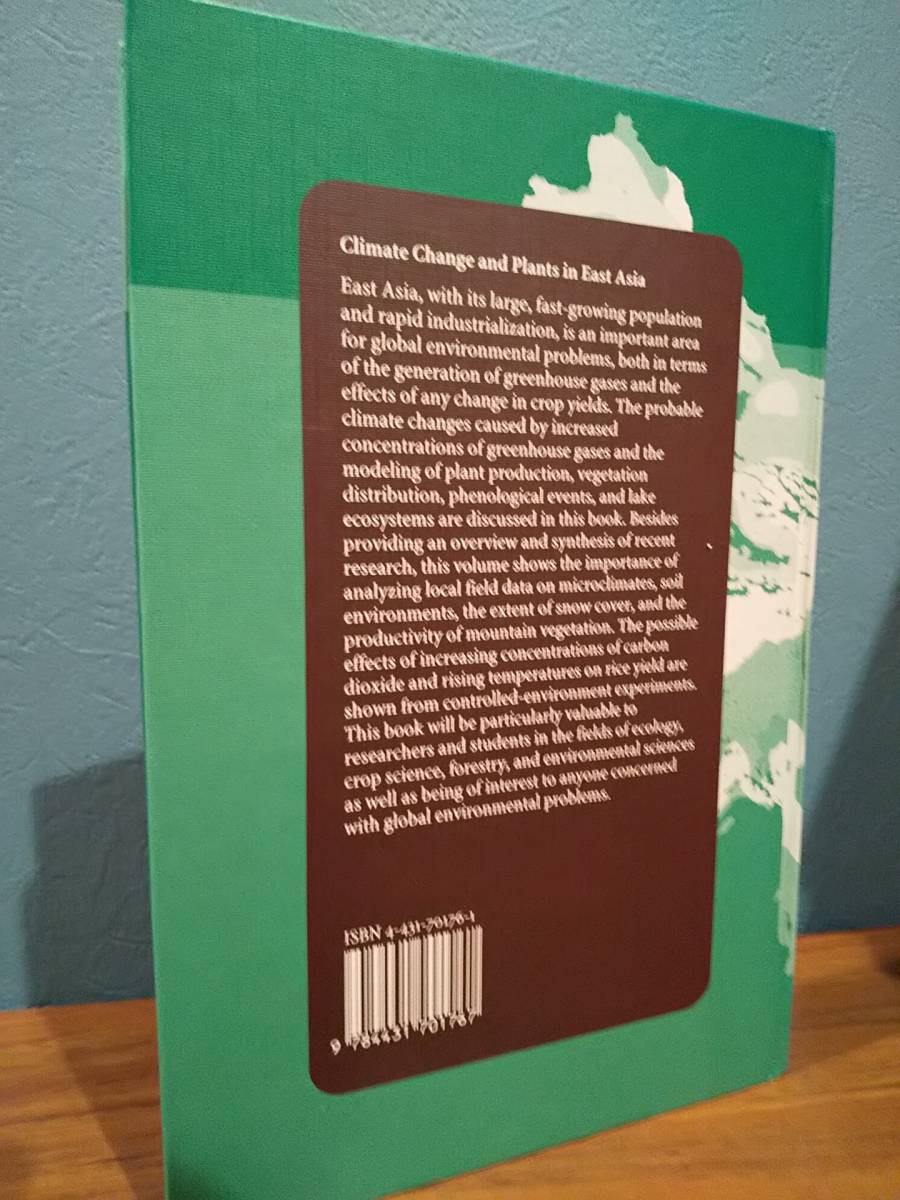 Climate Change and Plants in East Asia
East Asia, with its large, fast-growing population
and rapid industrialization, is an important area
for global environmental problems, both in terms
of the generation of greenhouse gases and the
effects of any change in crop yields. The probable
climate changes caused by increased
concentrations of greenhouse gases and the
modeling of plant production, vegetation
distribution, phenological events, and lake
ecosystems are discussed in this book. Besides
providing an overview and synthesis of recent
research, this volume shows the importance of
analyzing local field data on microclimates, soil
environments, the extent of snow cover, and the
productivity of mountain vegetation. The possible
effects of increasing concentrations of carbon
dioxide and rising temperatures on rice yield are
shown from controlled-environment experiments.
This book will be particularly valuable to
researchers and students in the fields of ecology,
crop science, forestry, and environmental sciences
as well as being of interest to anyone concerned
with global environmental problems.
ISBN 4-431-70176-1
9 784431 701767